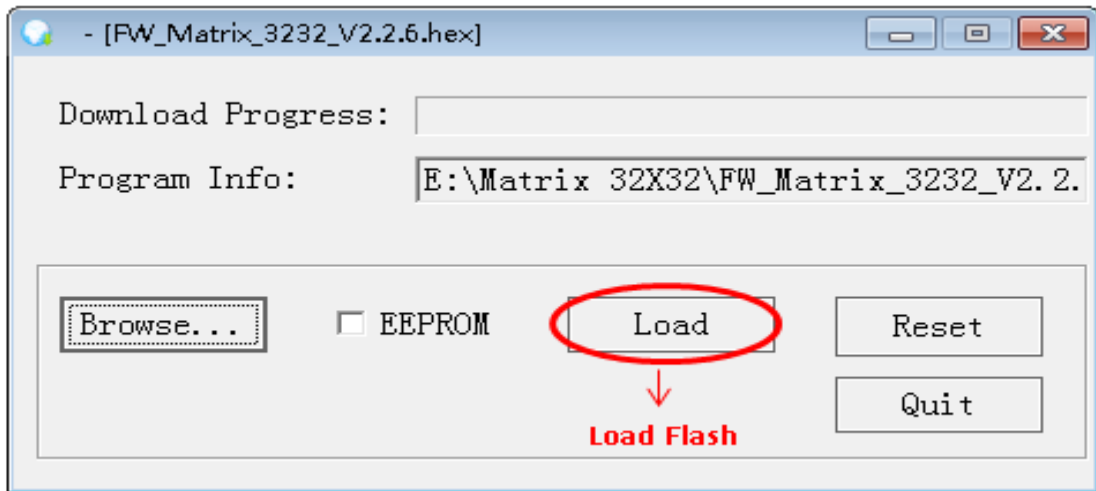 - [FW_Matrix_3232_V2.2.6.hex]
Download Progress:
Program Info: E:\Matrix 32X32\FW_Matrix_3232_V2.2.
Browse... EEPROM Load Reset
Quit
Load Flash